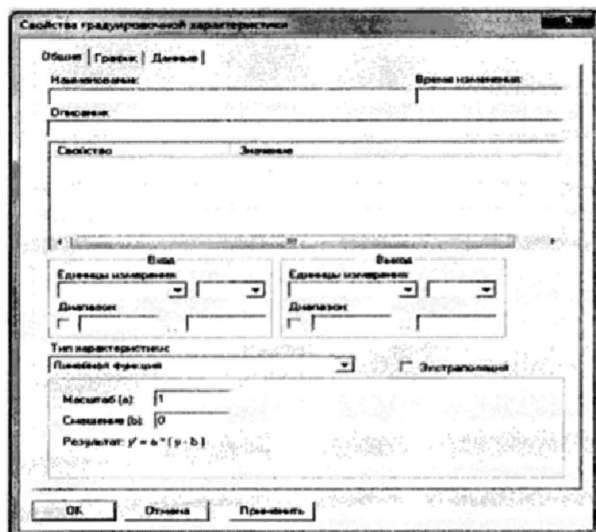 Свойства градуировочной характеристики
Общие График Данные
Наименование: Время изменения:
Описание:
Свойство Значение
Вход Выход
Единицы измерения: Единицы измерения:
Диапазон: Диапазон:
Тип характеристики:
Линейная функция Экстраполяция
Масштаб (a): 1
Смещение (b): 0
Результат: y' = a * ( y - b )
ОК Отмена Применить